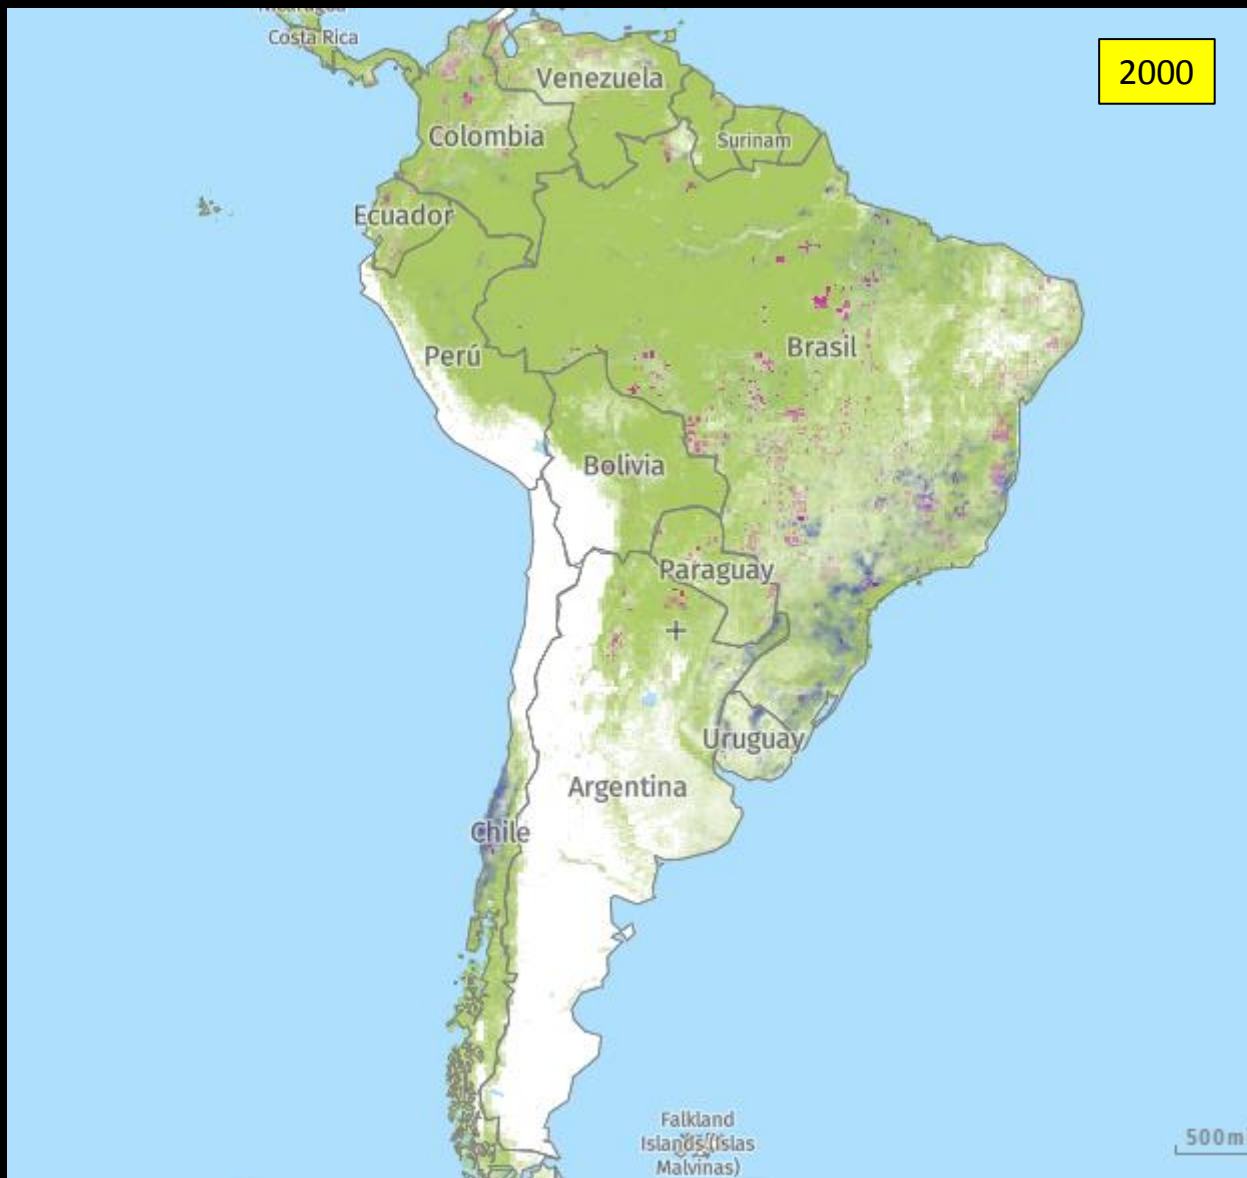 Nicaragua
Costa Rica
2000
Venezuela
Colombia
Surinam
Ecuador
Brasil
Perú
Bolivia
Paraguay
Uruguay
Argentina
Chile
Falkland
Islands (Islas
Malvinas)
500m